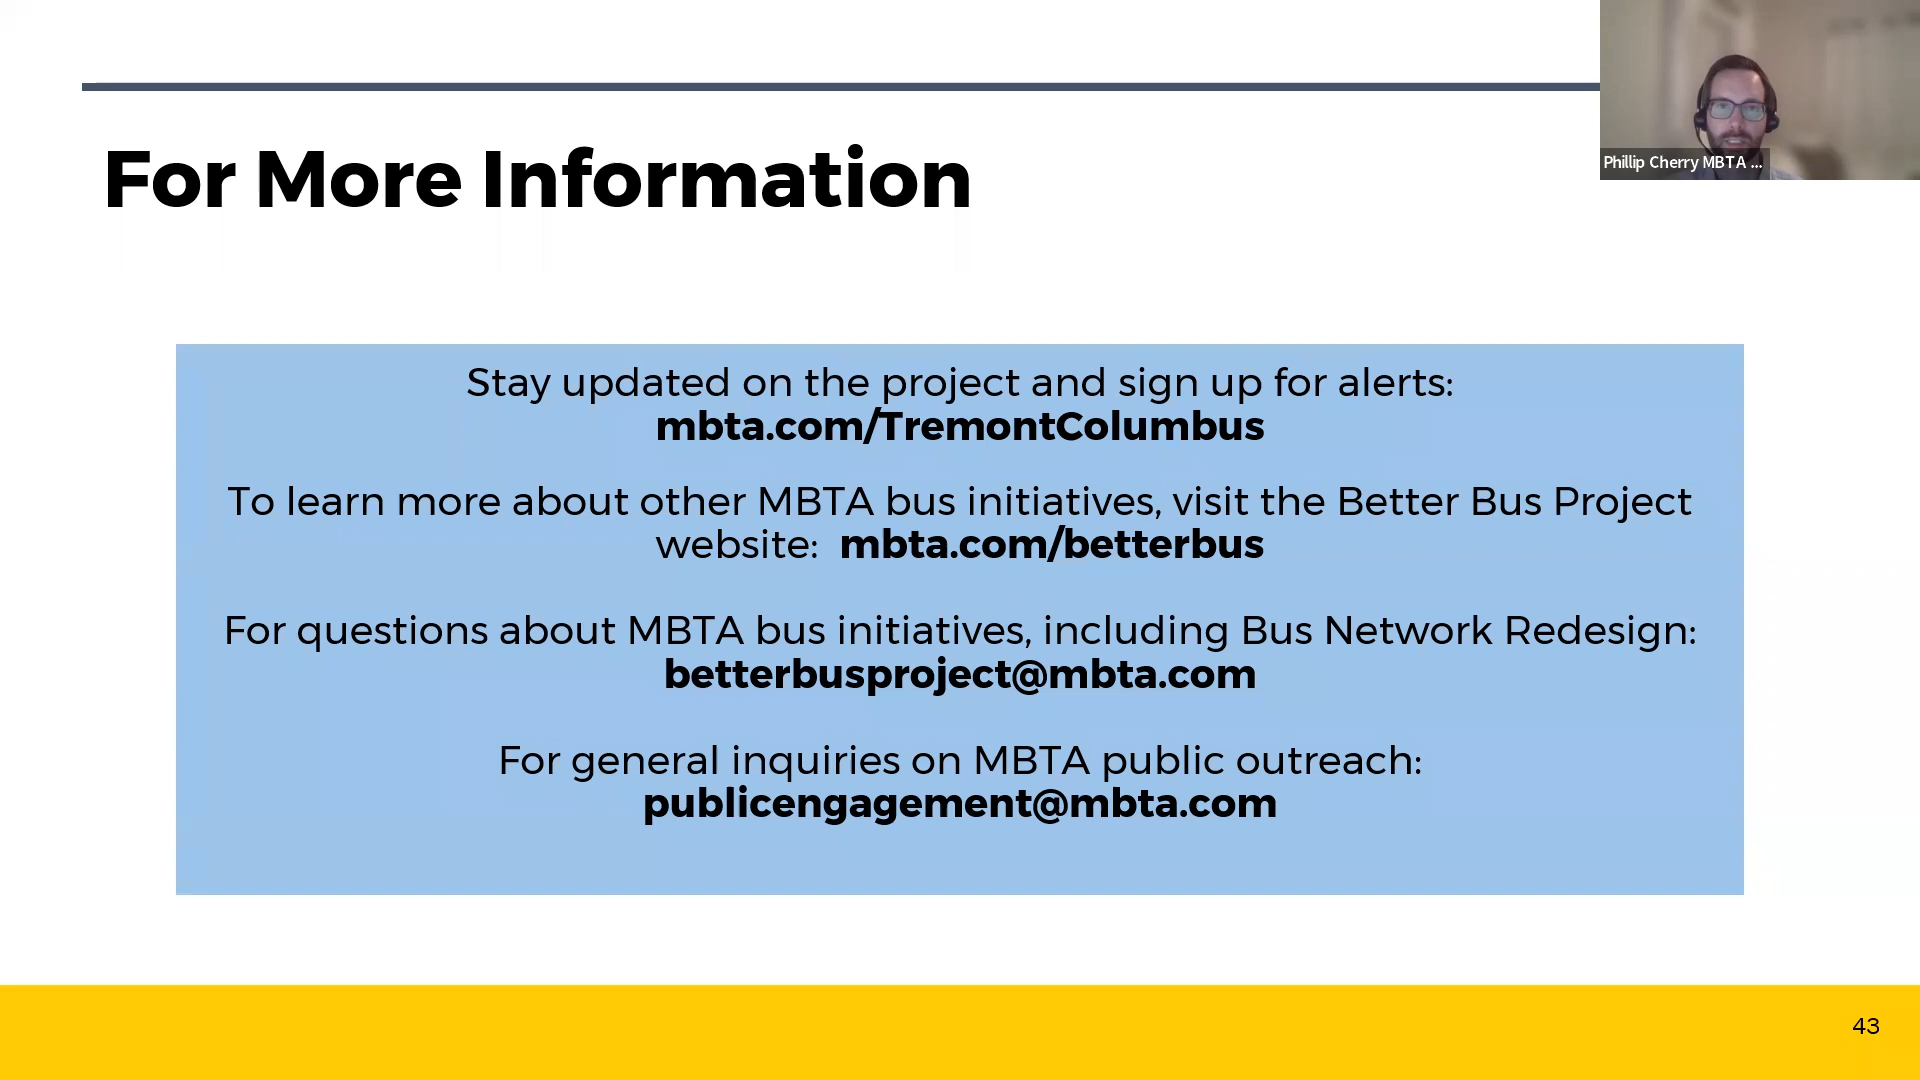 Phillip Cherry MBTA ...
For More Information
Stay updated on the project and sign up for alerts:
mbta.com/TremontColumbus
To learn more about other MBTA bus initiatives, visit the Better Bus Project
website: mbta.com/betterbus
For questions about MBTA bus initiatives, including Bus Network Redesign:
betterbusproject@mbta.com
For general inquiries on MBTA public outreach:
publicengagement@mbta.com
43